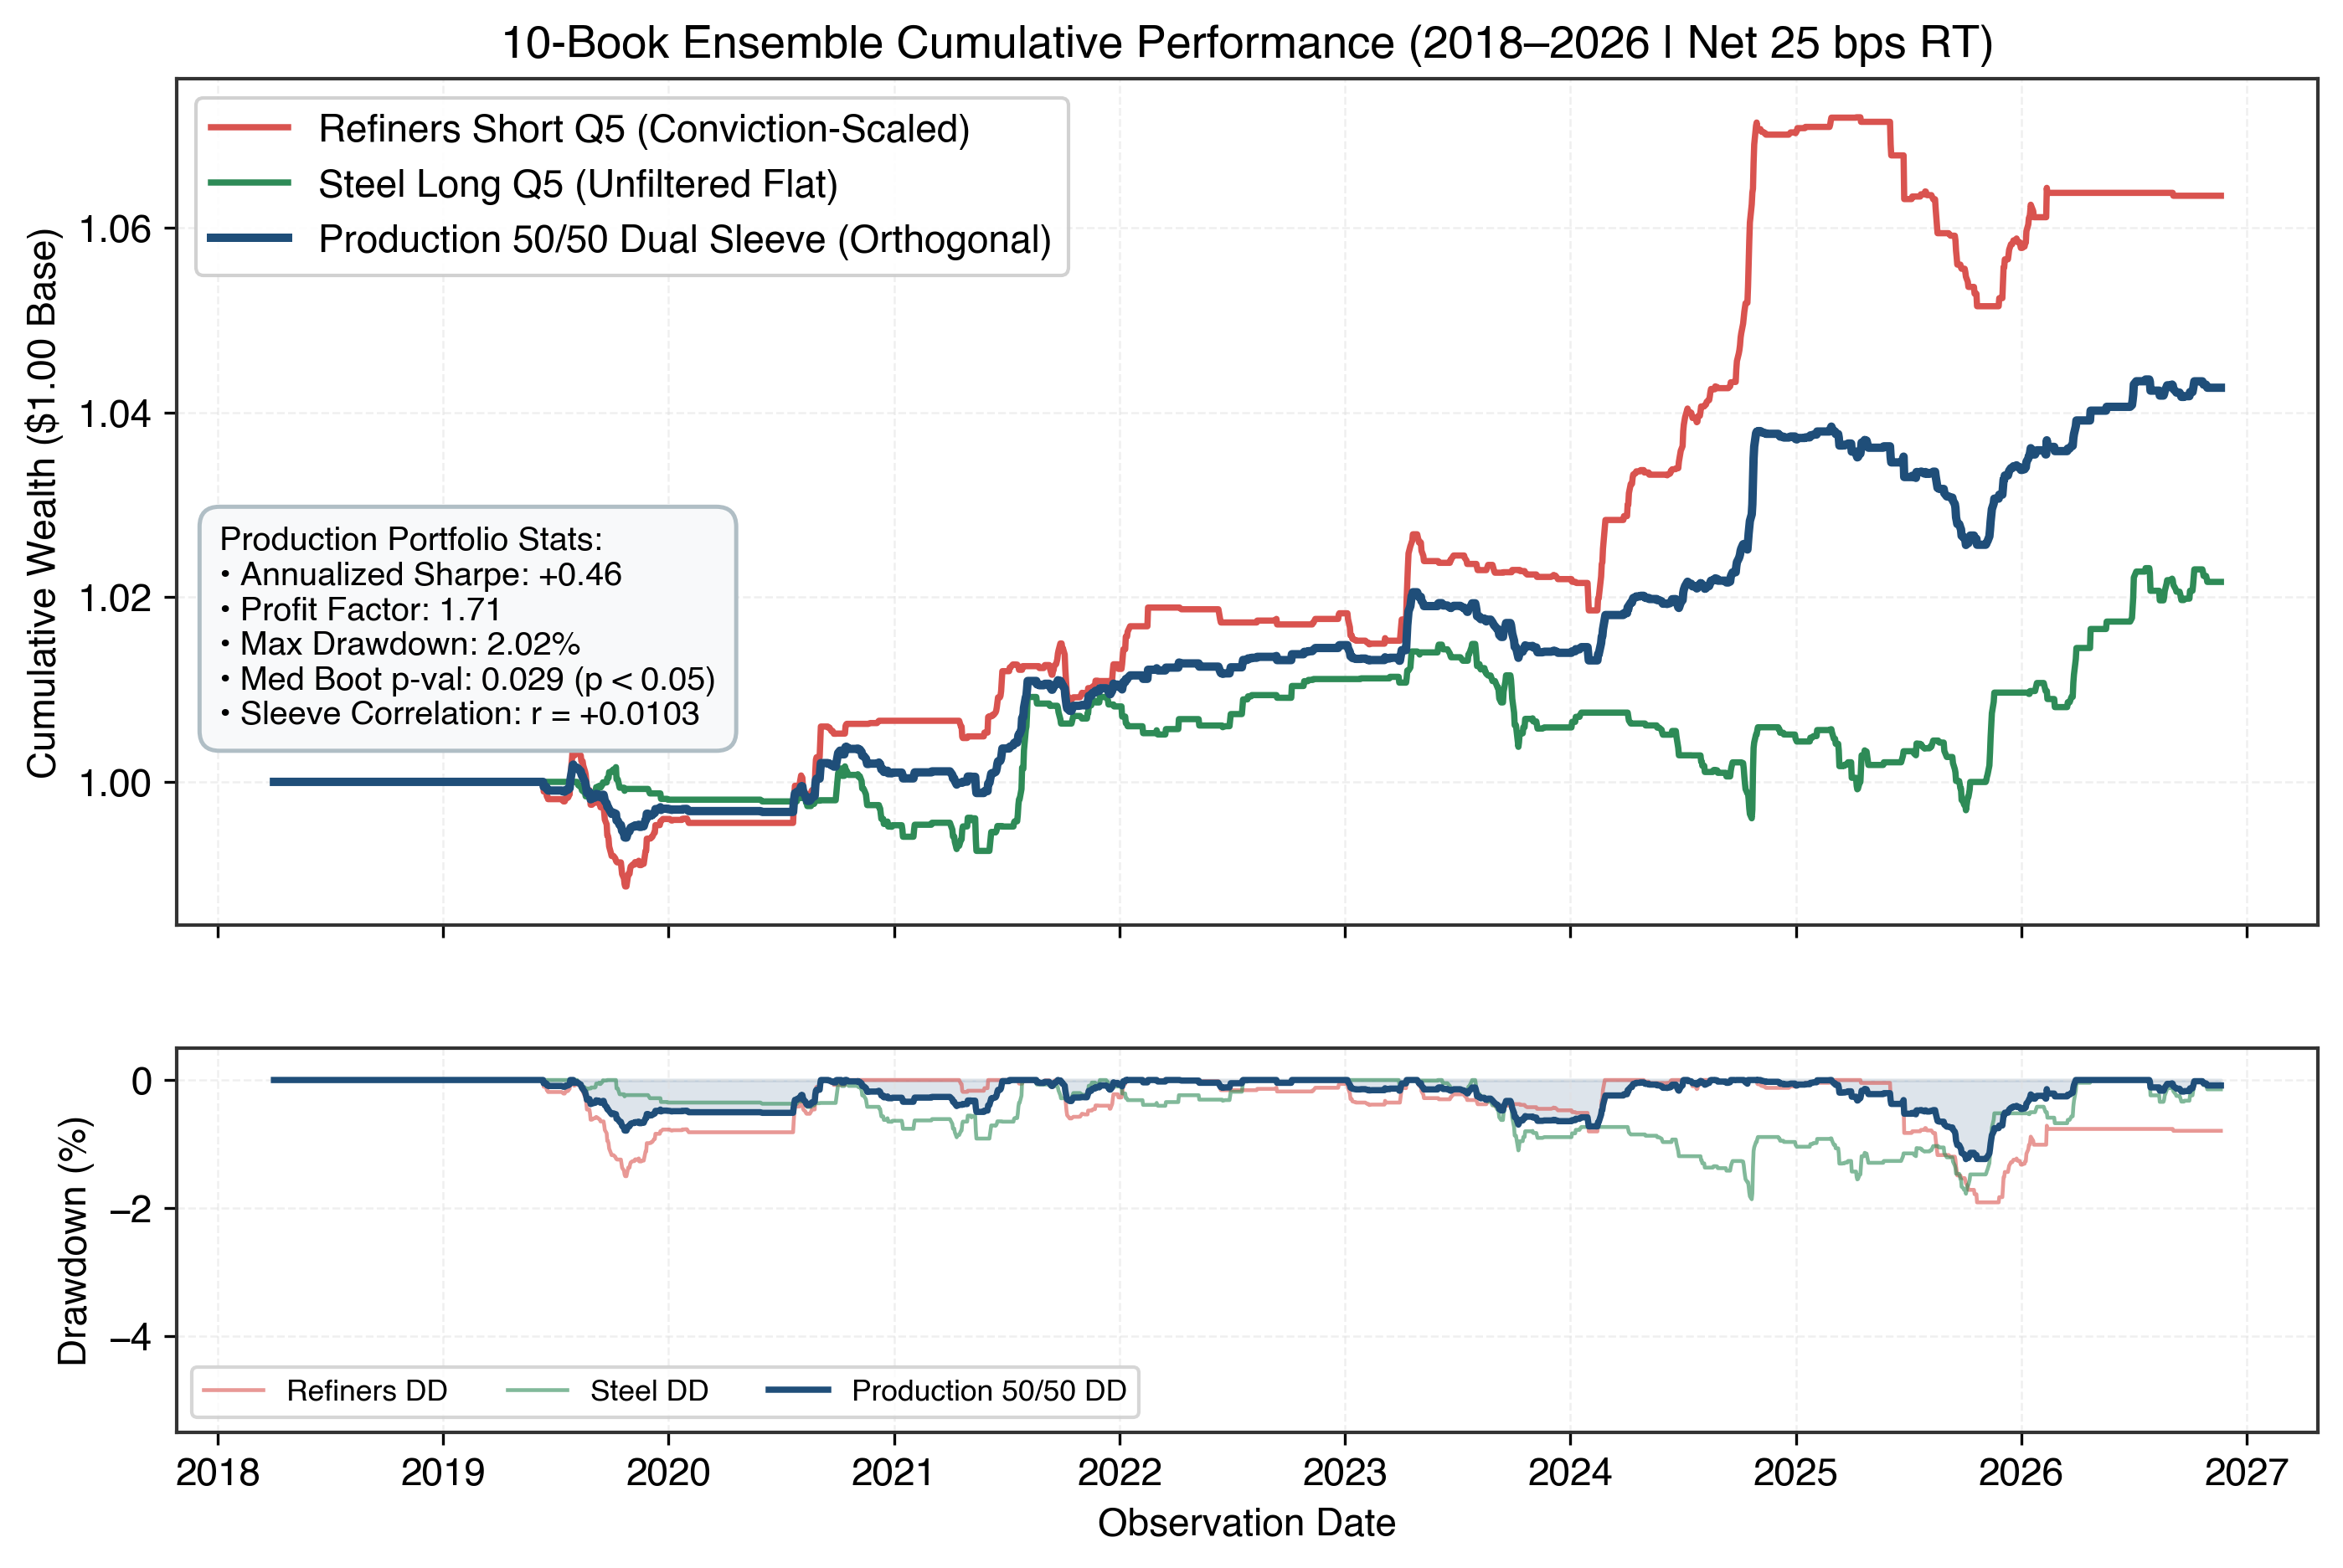 10-Book Ensemble Cumulative Performance (2018–2026 | Net 25 bps RT)
Refiners Short Q5 (Conviction-Scaled)
Steel Long Q5 (Unfiltered Flat)
Production 50/50 Dual Sleeve (Orthogonal)
Cumulative Wealth ($1.00 Base)
1.06
1.04
1.02
1.00
Production Portfolio Stats:
• Annualized Sharpe: +0.46
• Profit Factor: 1.71
• Max Drawdown: 2.02%
• Med Boot p-val: 0.029 (p < 0.05)
• Sleeve Correlation: r = +0.0103
Drawdown (%)
0
−2
−4
Refiners DD
Steel DD
Production 50/50 DD
2018 2019 2020 2021 2022 2023 2024 2025 2026 2027
Observation Date